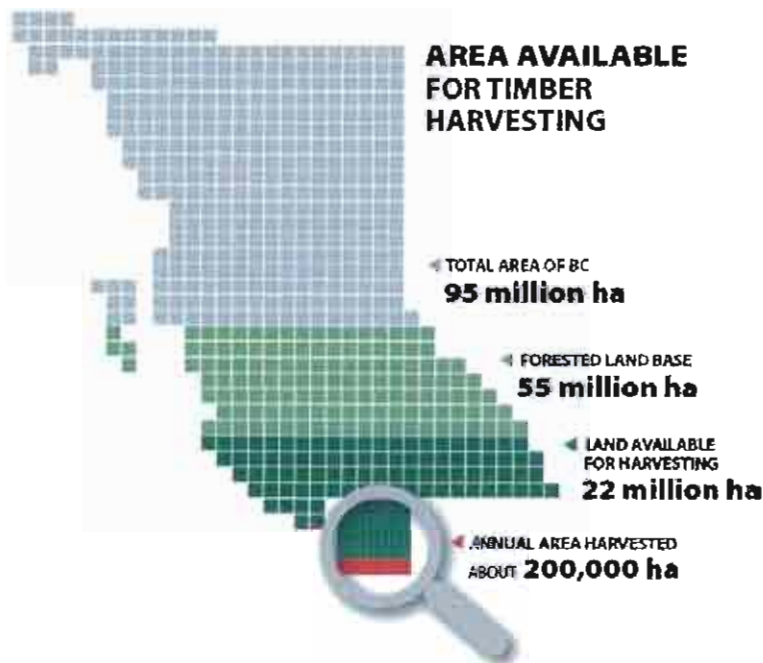 AREA AVAILABLE
FOR TIMBER
HARVESTING
TOTAL AREA OF BC
95 million ha
FORESTED LAND BASE
55 million ha
LAND AVAILABLE
FOR HARVESTING
22 million ha
ANNUAL AREA HARVESTED
ABOUT 200,000 ha